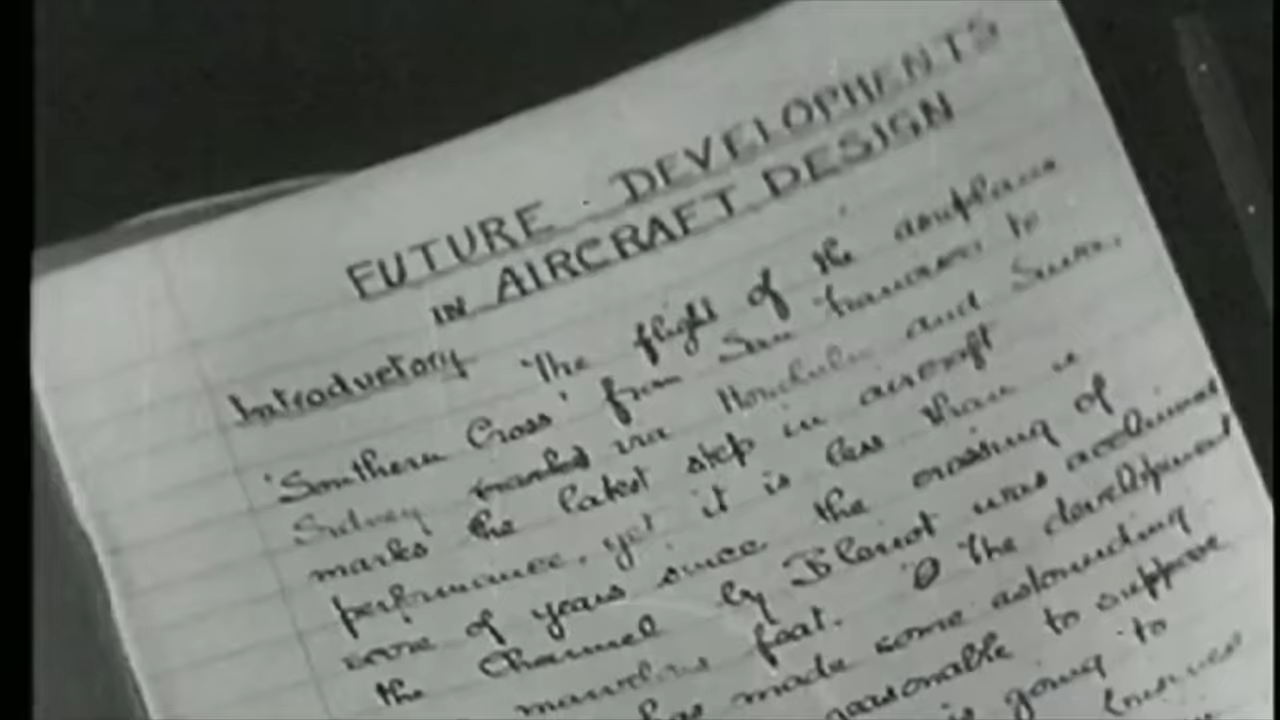 FUTURE DEVELOPMENTS
IN AIRCRAFT DESIGN
Introductory The flight of the aeroplane
'Southern Cross' from San Francisco to
Sidney via Honolulu and Suva.
marks the latest step in aircraft
performance, yet it is less than a
score of years since the crossing of
the Channel by Bleriot was acclaimed
feat. The development
has made some astounding
reasonable to suppose
is going to